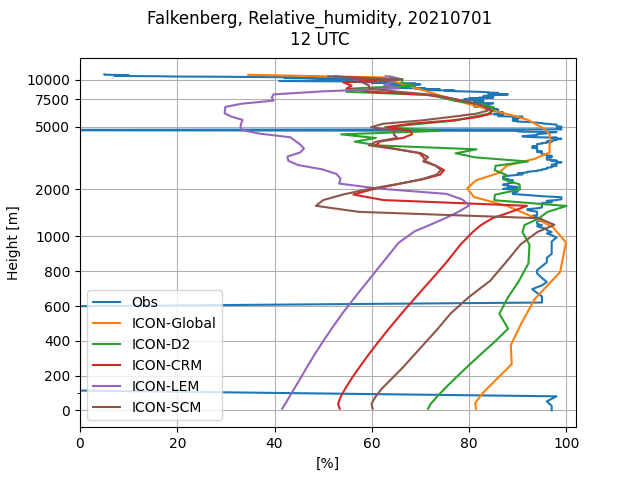 Falkenberg, Relative_humidity, 20210701
12 UTC
10000
7500
5000
2000
1000
800
600
400
200
0
Height [m]
Obs
ICON-Global
ICON-D2
ICON-CRM
ICON-LEM
ICON-SCM
0 20 40 60 80 100
[%]